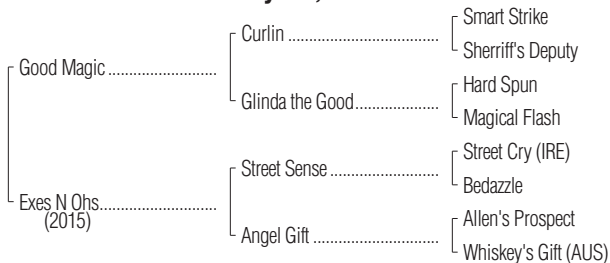 Smart Strike
Curlin
Sherriff's Deputy
Good Magic
Hard Spun
Glinda the Good
Magical Flash
Street Cry (IRE)
Street Sense
Bedazzle
Exes N Ohs
(2015)
Allen's Prospect
Angel Gift
Whiskey's Gift (AUS)